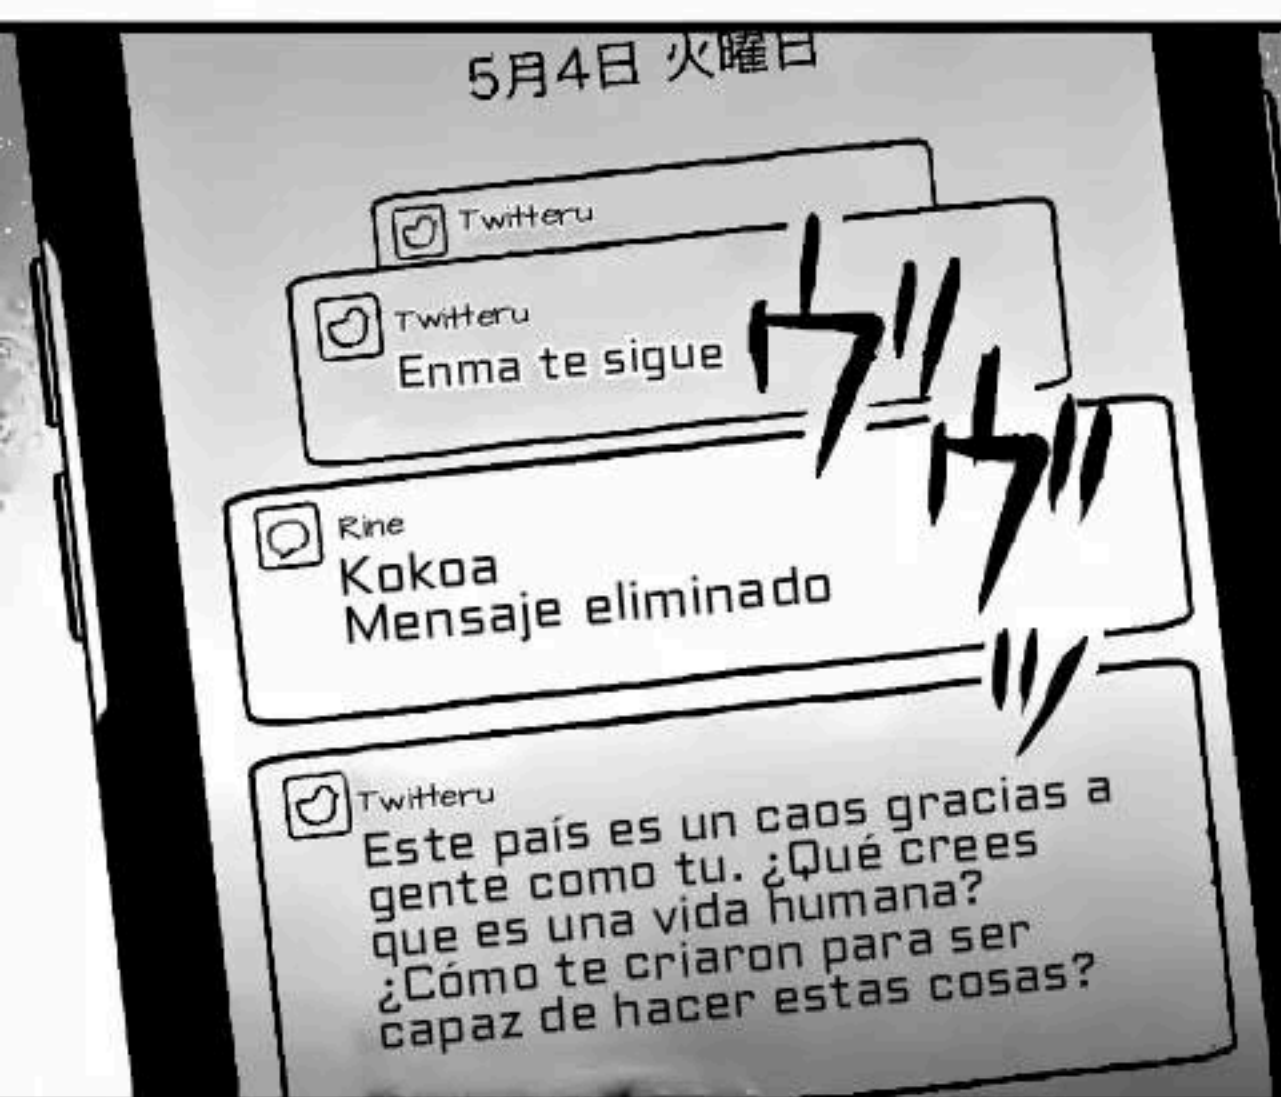 5月4日 火曜日
Twitteru
Twitteru
Enma te sigue
ヴヴッ
Rine
Kokoa
Mensaje eliminado
Twitteru
Este país es un caos gracias a
gente como tu. ¿Qué crees
que es una vida humana?
¿Cómo te criaron para ser
capaz de hacer estas cosas?